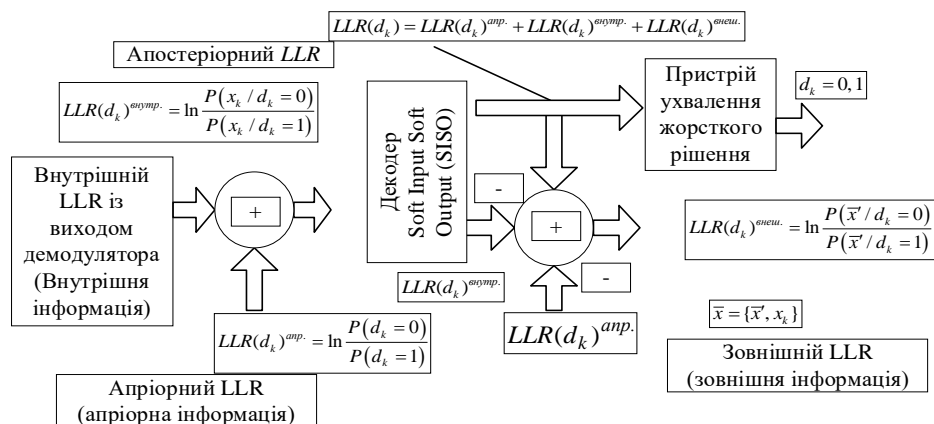 LLR(d_k) = LLR(d_k)^{апр.} + LLR(d_k)^{внутр.} + LLR(d_k)^{внеш.}
Апостеріорний LLR
LLR(d_k)^{внутр.} = ln P(x_k / d_k = 0) / P(x_k / d_k = 1)
Внутрішній
LLR із
виходом
демодулятора
(Внутрішня
інформація)
+
LLR(d_k)^{апр.} = ln P(d_k = 0) / P(d_k = 1)
Апріорний LLR
(апріорна інформація)
Декодер
Soft Input Soft
Output (SISO)
Пристрій
ухвалення
жорсткого
рішення
d_k = 0, 1
-
+
-
LLR(d_k)^{внутр.}
LLR(d_k)^{апр.}
LLR(d_k)^{внеш.} = ln P(x̅′ / d_k = 0) / P(x̅′ / d_k = 1)
x̅ = {x̅′, x_k}
Зовнішній LLR
(зовнішня інформація)